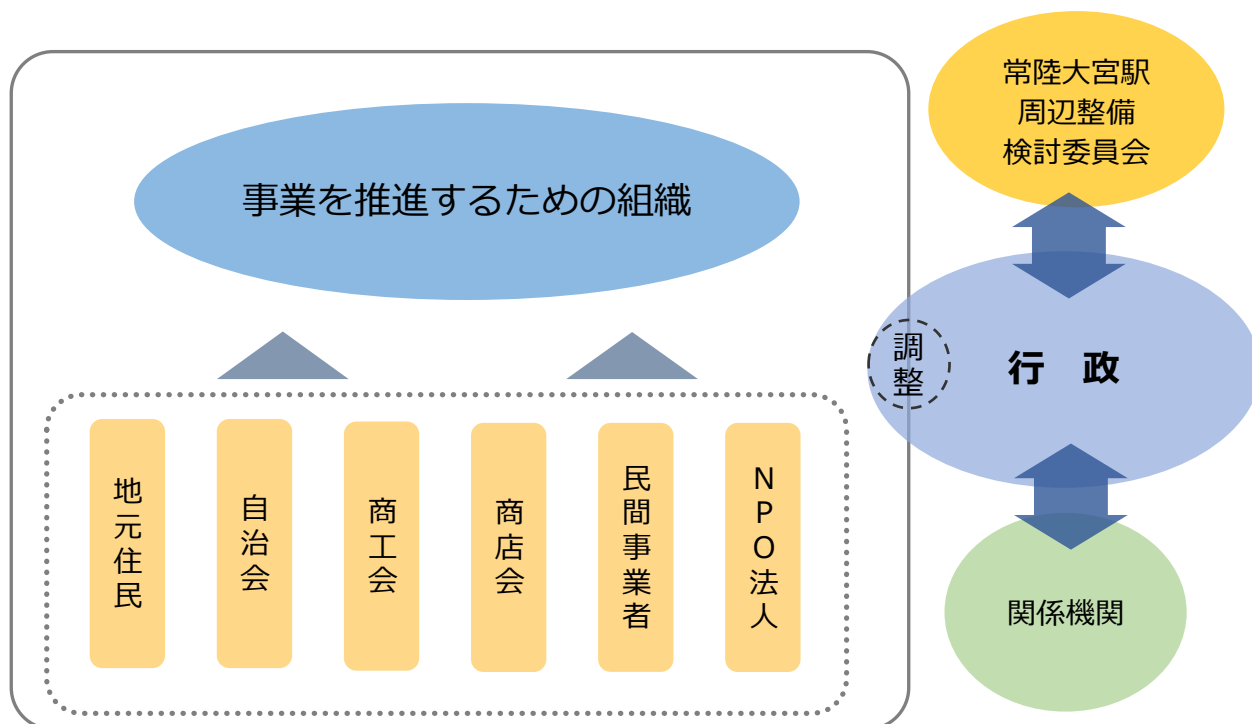 常陸大宮駅
周辺整備
検討委員会
事業を推進するための組織
調整
行 政
地元住民
自治会
商工会
商店会
民間事業者
NPO法人
関係機関